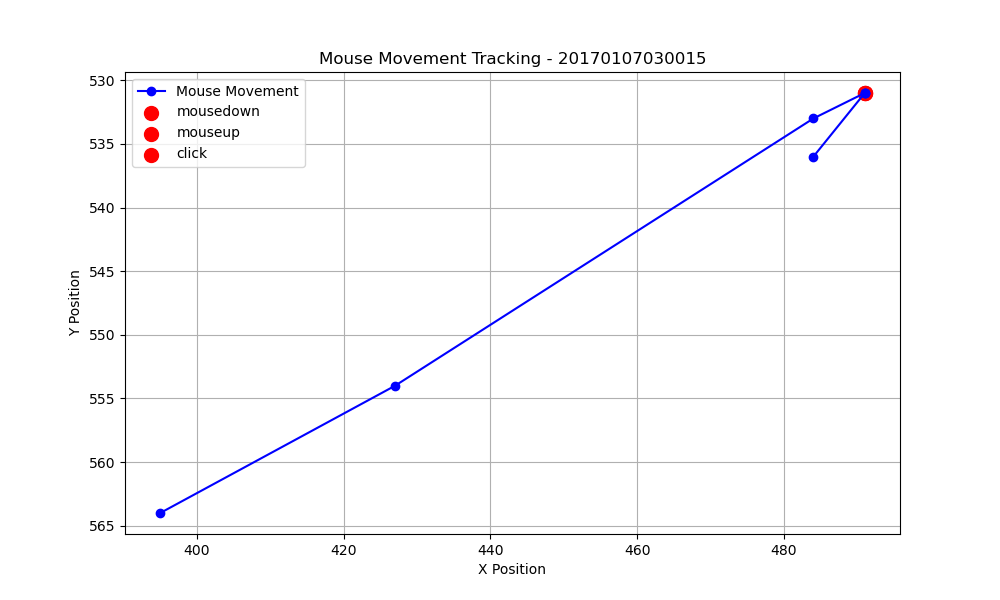 Mouse Movement Tracking - 20170107030015
Mouse Movement
mousedown
mouseup
click
530
535
540
545
550
555
560
565
Y Position
400
420
440
460
480
X Position